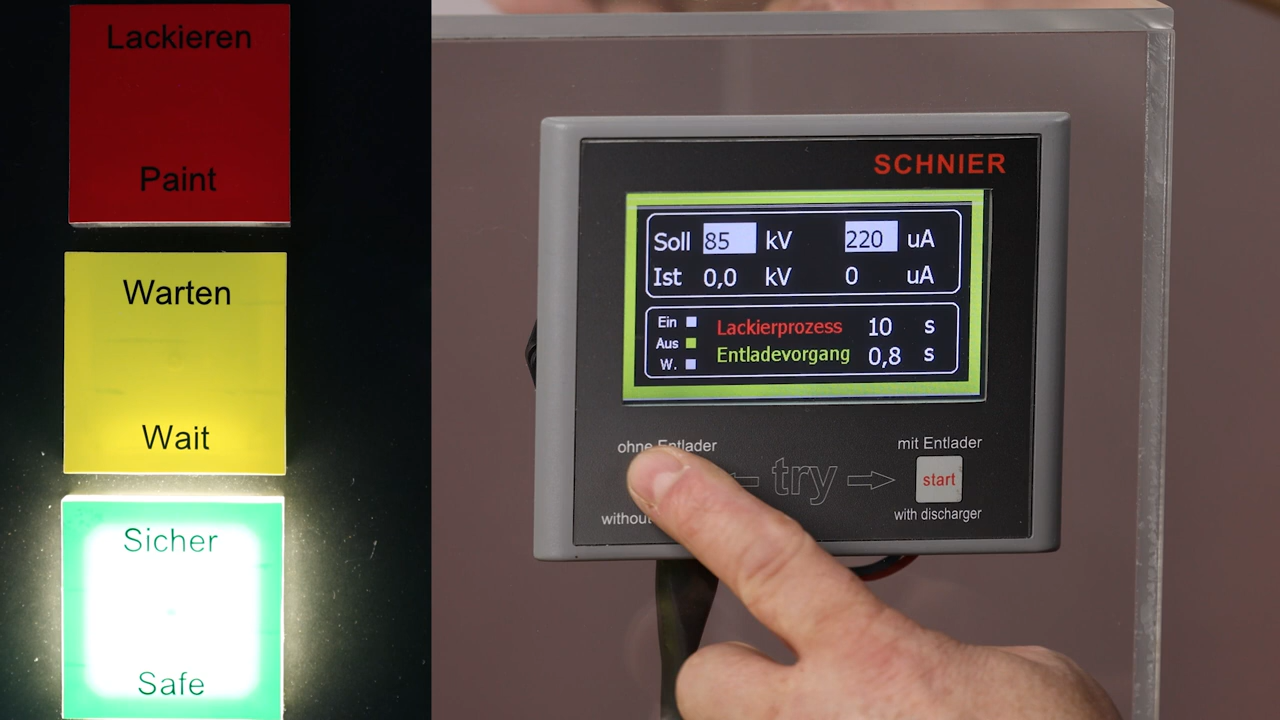 Lackieren
Paint
Warten
Wait
Sicher
Safe
SCHNIER
Soll 85 kV 220 uA
Ist 0,0 kV 0 uA
Ein
Aus
W.
Lackierprozess 10 s
Entladevorgang 0,8 s
ohne Entlader
without
try
mit Entlader
start
with discharger